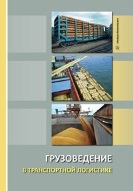 ГРУЗОВЕДЕНИЕ
В ТРАНСПОРТНОЙ ЛОГИСТИКЕ